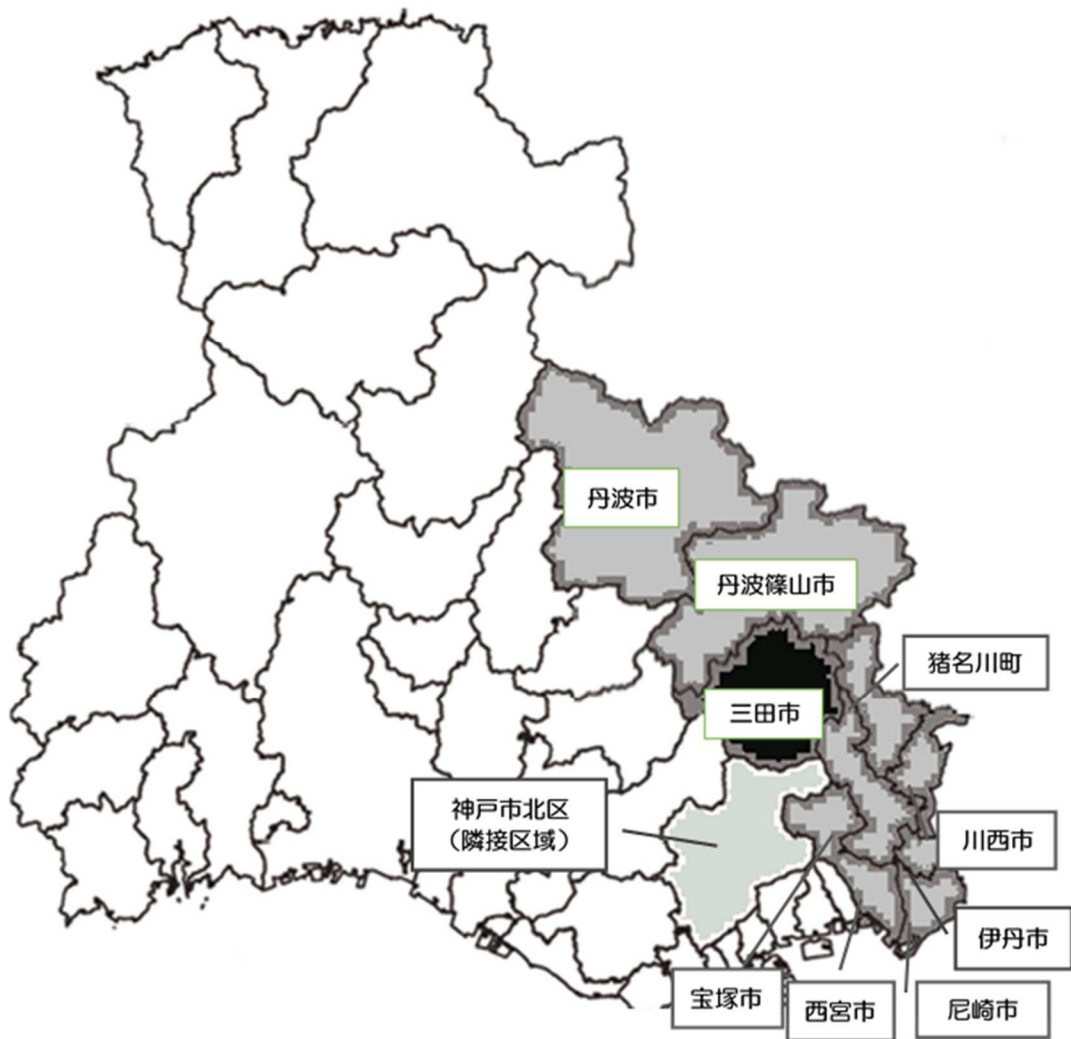 丹波市
丹波篠山市
猪名川町
三田市
神戸市北区
（隣接区域）
川西市
伊丹市
宝塚市
西宮市
尼崎市